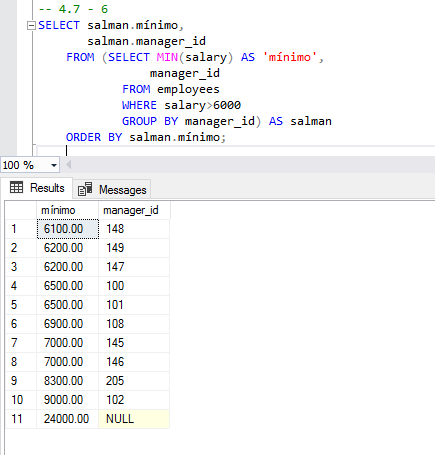 -- 4.7 - 6
SELECT salman.mínimo,
salman.manager_id
FROM (SELECT MIN(salary) AS 'mínimo',
manager_id
FROM employees
WHERE salary>6000
GROUP BY manager_id) AS salman
ORDER BY salman.mínimo;
100 %
Results Messages
mínimo manager_id
1 6100.00 148
2 6200.00 149
3 6200.00 147
4 6500.00 100
5 6500.00 101
6 6900.00 108
7 7000.00 145
8 7000.00 146
9 8300.00 205
10 9000.00 102
11 24000.00 NULL